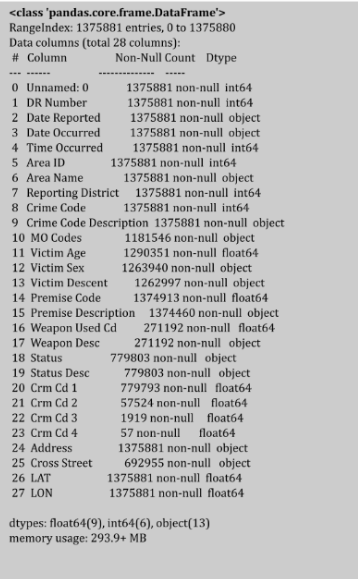 <class 'pandas.core.frame.DataFrame'>
RangeIndex: 1375881 entries, 0 to 1375880
Data columns (total 28 columns):
# Column Non-Null Count Dtype
--- ------ -------------- -----
0 Unnamed: 0 1375881 non-null int64
1 DR Number 1375881 non-null int64
2 Date Reported 1375881 non-null object
3 Date Occurred 1375881 non-null object
4 Time Occurred 1375881 non-null int64
5 Area ID 1375881 non-null int64
6 Area Name 1375881 non-null object
7 Reporting District 1375881 non-null int64
8 Crime Code 1375881 non-null int64
9 Crime Code Description 1375881 non-null object
10 MO Codes 1181546 non-null object
11 Victim Age 1290351 non-null float64
12 Victim Sex 1263940 non-null object
13 Victim Descent 1262997 non-null object
14 Premise Code 1374913 non-null float64
15 Premise Description 1374460 non-null object
16 Weapon Used Cd 271192 non-null float64
17 Weapon Desc 271192 non-null object
18 Status 779803 non-null object
19 Status Desc 779803 non-null object
20 Crm Cd 1 779793 non-null float64
21 Crm Cd 2 57524 non-null float64
22 Crm Cd 3 1919 non-null float64
23 Crm Cd 4 57 non-null float64
24 Address 1375881 non-null object
25 Cross Street 692955 non-null object
26 LAT 1375881 non-null float64
27 LON 1375881 non-null float64
dtypes: float64(9), int64(6), object(13)
memory usage: 293.9+ MB